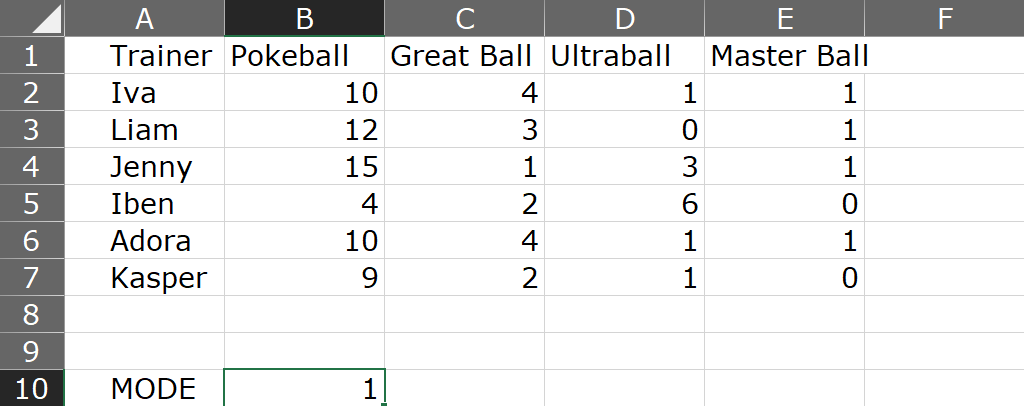 A B C D E F
1 Trainer Pokeball Great Ball Ultraball Master Ball
2 Iva 10 4 1 1
3 Liam 12 3 0 1
4 Jenny 15 1 3 1
5 Iben 4 2 6 0
6 Adora 10 4 1 1
7 Kasper 9 2 1 0
8
9
10 MODE 1